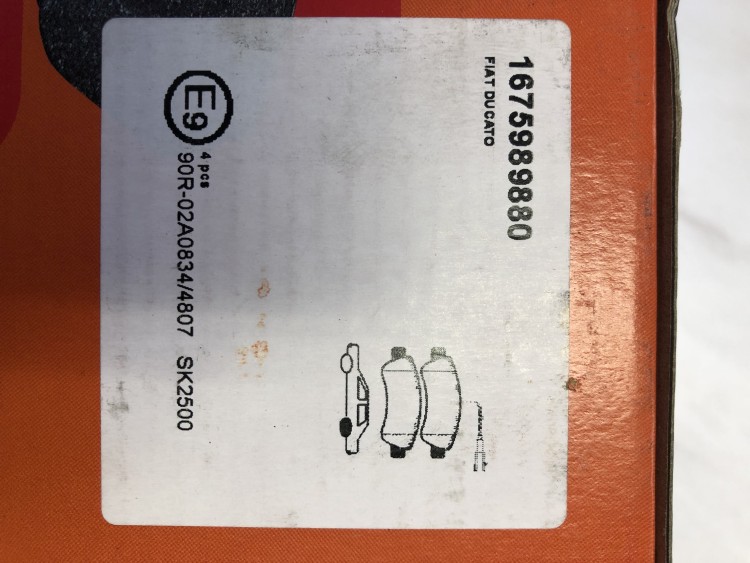 1675989880
FIAT DUCATO
E9
4 pcs
90R-02A0834/4807 SK2500